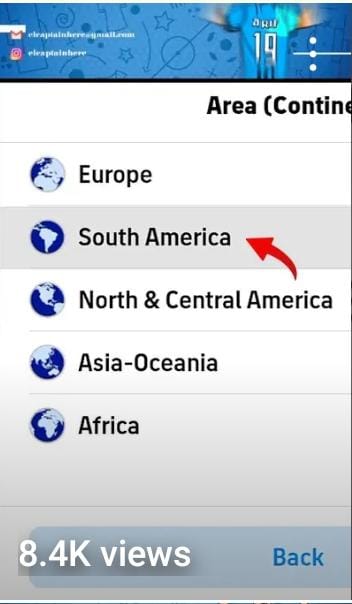 elcaptainhere@gmail.com
elcaptainhere
ARIF
19
Area (Contine
Europe
South America
North & Central America
Asia-Oceania
Africa
8.4K views
Back